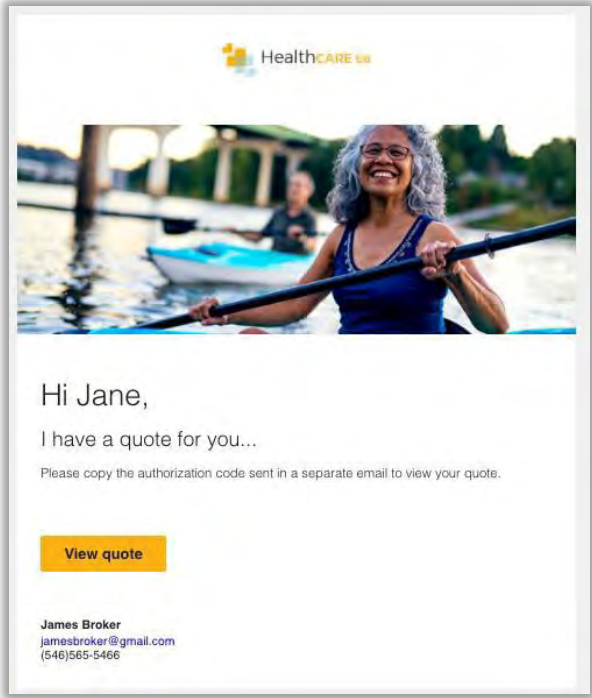 HealthCARE
Hi Jane,
I have a quote for you...
Please copy the authorization code sent in a separate email to view your quote.
View quote
James Broker
jamesbroker@gmail.com
(546)565-5466